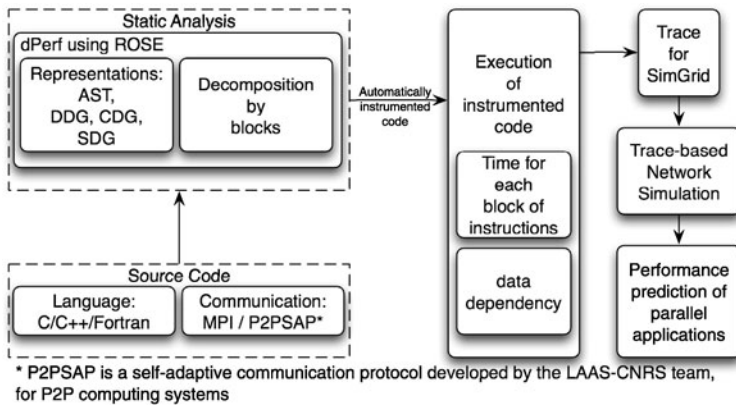 Static Analysis
dPerf using ROSE
Representations:
AST,
DDG, CDG,
SDG
Decomposition
by
blocks
Automatically
instrumented
code
Source Code
Language:
C/C++/Fortran
Communication:
MPI / P2PSAP*
Execution
of
instrumented
code
Time for
each
block of
instructions
data
dependency
Trace
for
SimGrid
Trace-based
Network
Simulation
Performance
prediction of
parallel
applications
* P2PSAP is a self-adaptive communication protocol developed by the LAAS-CNRS team,
for P2P computing systems